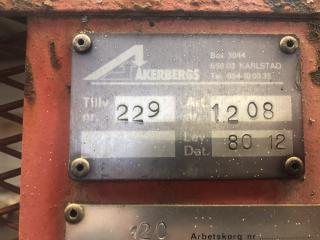 ÅKERBERGS
Box 3044
650 03 KARLSTAD
Tel. 054-10 03 35
Tillv. nr. 229 Art. nr. 1208
Lev. Dat. 80 12
120 Arbetskorg nr